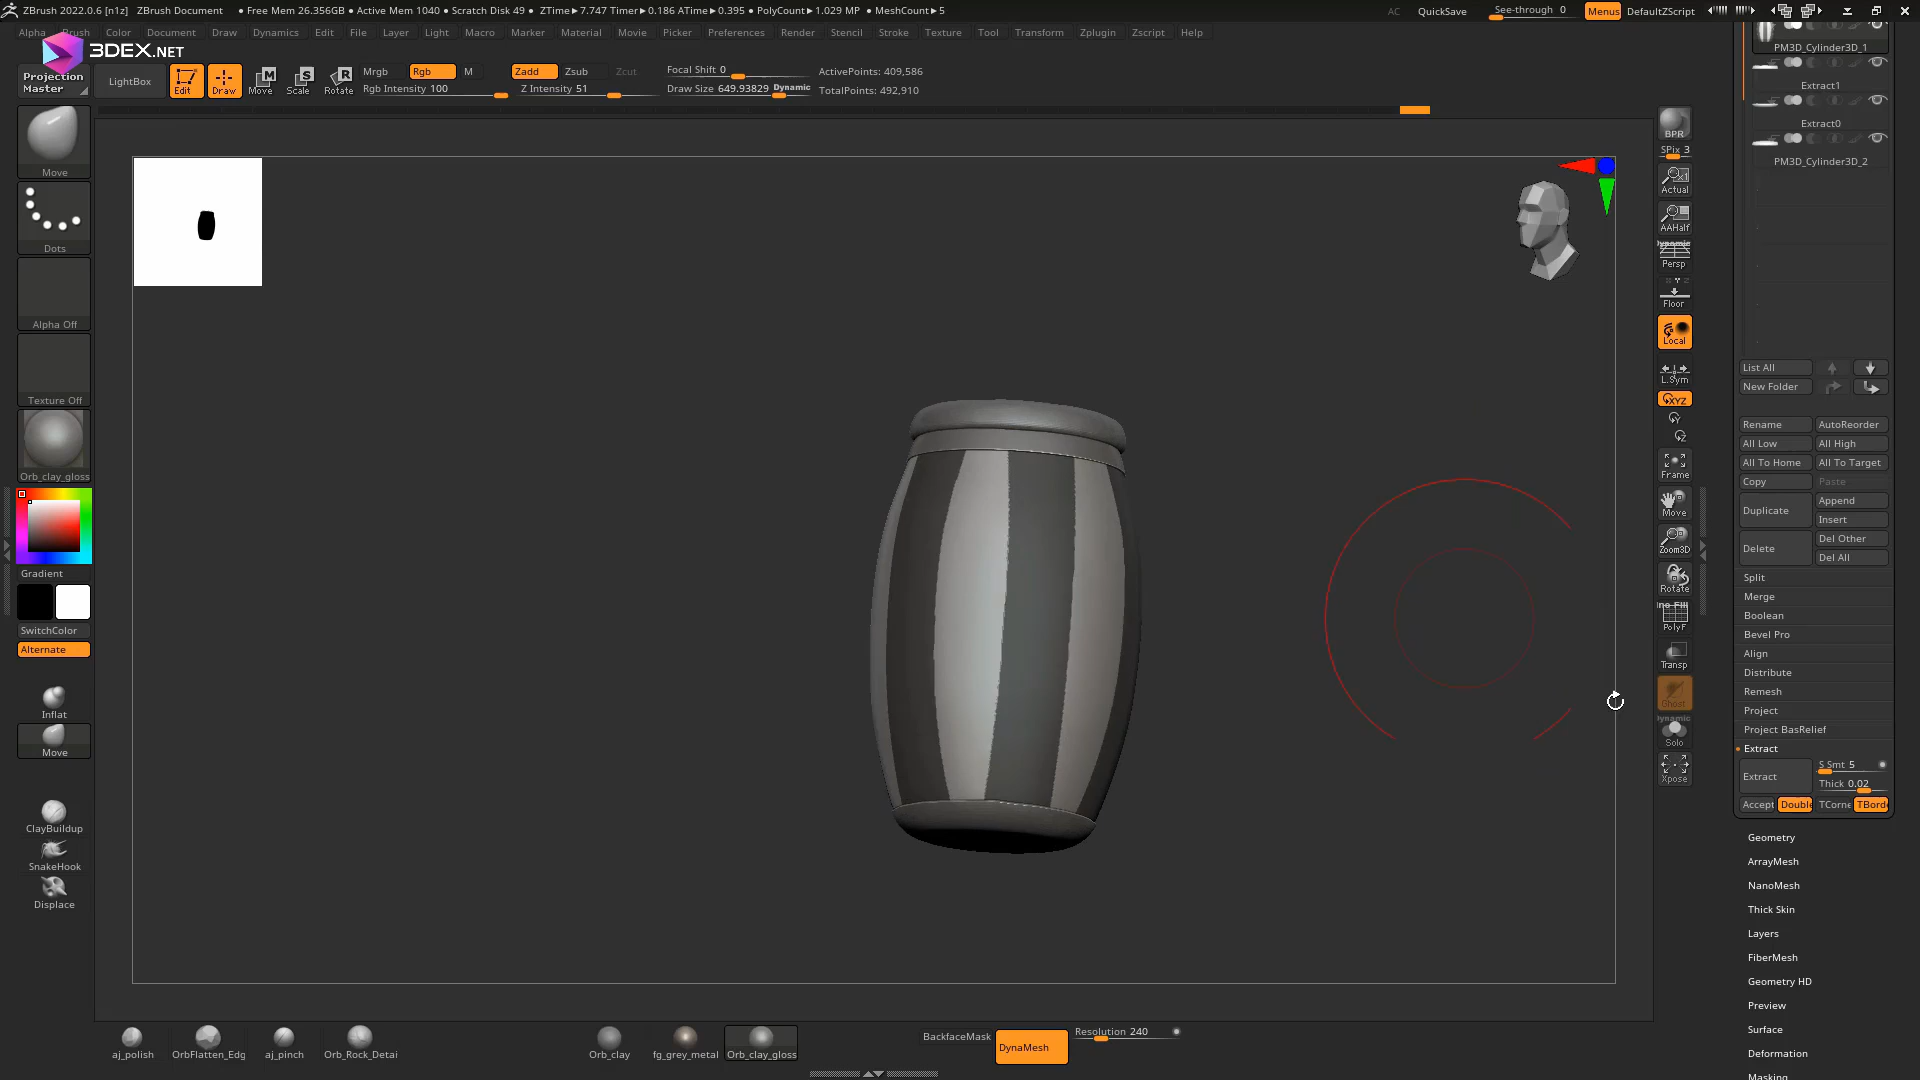 ZBrush 2022.0.6 [n1z] ZBrush Document ● Free Mem 26.356GB ● Active Mem 1040 ● Scratch Disk 49 ● ZTime▶7.747 Timer▶0.186 ATime▶0.395 ● PolyCount▶1.029 MP ● MeshCount▶5 AC QuickSave See-through 0 Menus DefaultZScript
Alpha Brush Color Document Draw Dynamics Edit File Layer Light Macro Marker Material Movie Picker Preferences Render Stencil Stroke Texture Tool Transform Zplugin Zscript Help
3DEX.NET
Projection Master
LightBox
Edit
Draw
Move
Scale
Rotate
Mrgb Rgb M
Rgb Intensity 100
Zadd Zsub Zcut
Z Intensity 51
Focal Shift 0
Draw Size 649.93829 Dynamic
ActivePoints: 409,586
TotalPoints: 492,910
Move
Dots
Alpha Off
Texture Off
Orb_clay_gloss
Gradient
SwitchColor
Alternate
Inflat
Move
ClayBuildup
SnakeHook
Displace
BPR
SPix 3
Actual
AAHalf
Dynamic
Persp
Floor
Local
L.Sym
XYZ
Y
Z
Frame
Move
Zoom3D
Rotate
PolyF
Transp
Ghost
Dynamic
Solo
Xpose
PM3D_Cylinder3D_1
Extract1
Extract0
PM3D_Cylinder3D_2
List All
New Folder
Rename AutoReorder
All Low All High
All To Home All To Target
Copy Paste
Duplicate Append
Insert
Delete Del Other
Del All
Split
Merge
Boolean
Bevel Pro
Align
Distribute
Remesh
Project
Project BasRelief
Extract
Extract S Smt 5
Thick 0.02
Accept Double TCorne TBorde
Geometry
ArrayMesh
NanoMesh
Thick Skin
Layers
FiberMesh
Geometry HD
Preview
Surface
Deformation
Masking
aj_polish OrbFlatten_Edg aj_pinch Orb_Rock_Detai Orb_clay fg_grey_metal Orb_clay_gloss
BackfaceMask DynaMesh Resolution 240